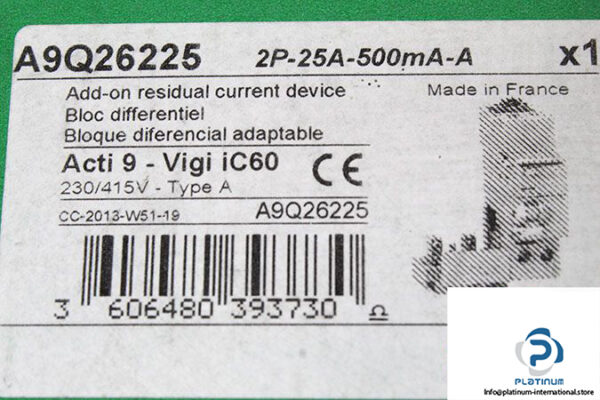 A9Q26225 2P-25A-500mA-A x1
Add-on residual current device Made in France
Bloc differentiel
Bloque diferencial adaptable
Acti 9 - Vigi iC60 CE
230/415V - Type A
CC-2013-W51-19 A9Q26225
3 606480 393730
PLATINUM
Info@platinum-international.store